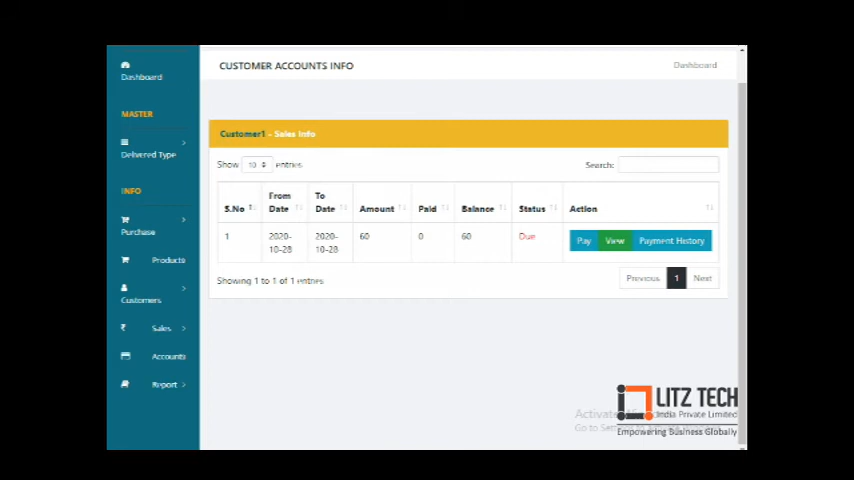 Dashboard
MASTER
Delivered Type
INFO
Purchase
Products
Customers
Sales
Accounts
Report
CUSTOMER ACCOUNTS INFO
Dashboard
Customer1 - Sales Info
Show 10 entries
Search:
S.No From Date To Date Amount Paid Balance Status Action
1 2020-10-28 2020-10-28 60 0 60 Due Pay View Payment History
Showing 1 to 1 of 1 entries
Previous 1 Next
LITZ TECH
India Private Limited
Empowering Business Globally
Activate
Go to